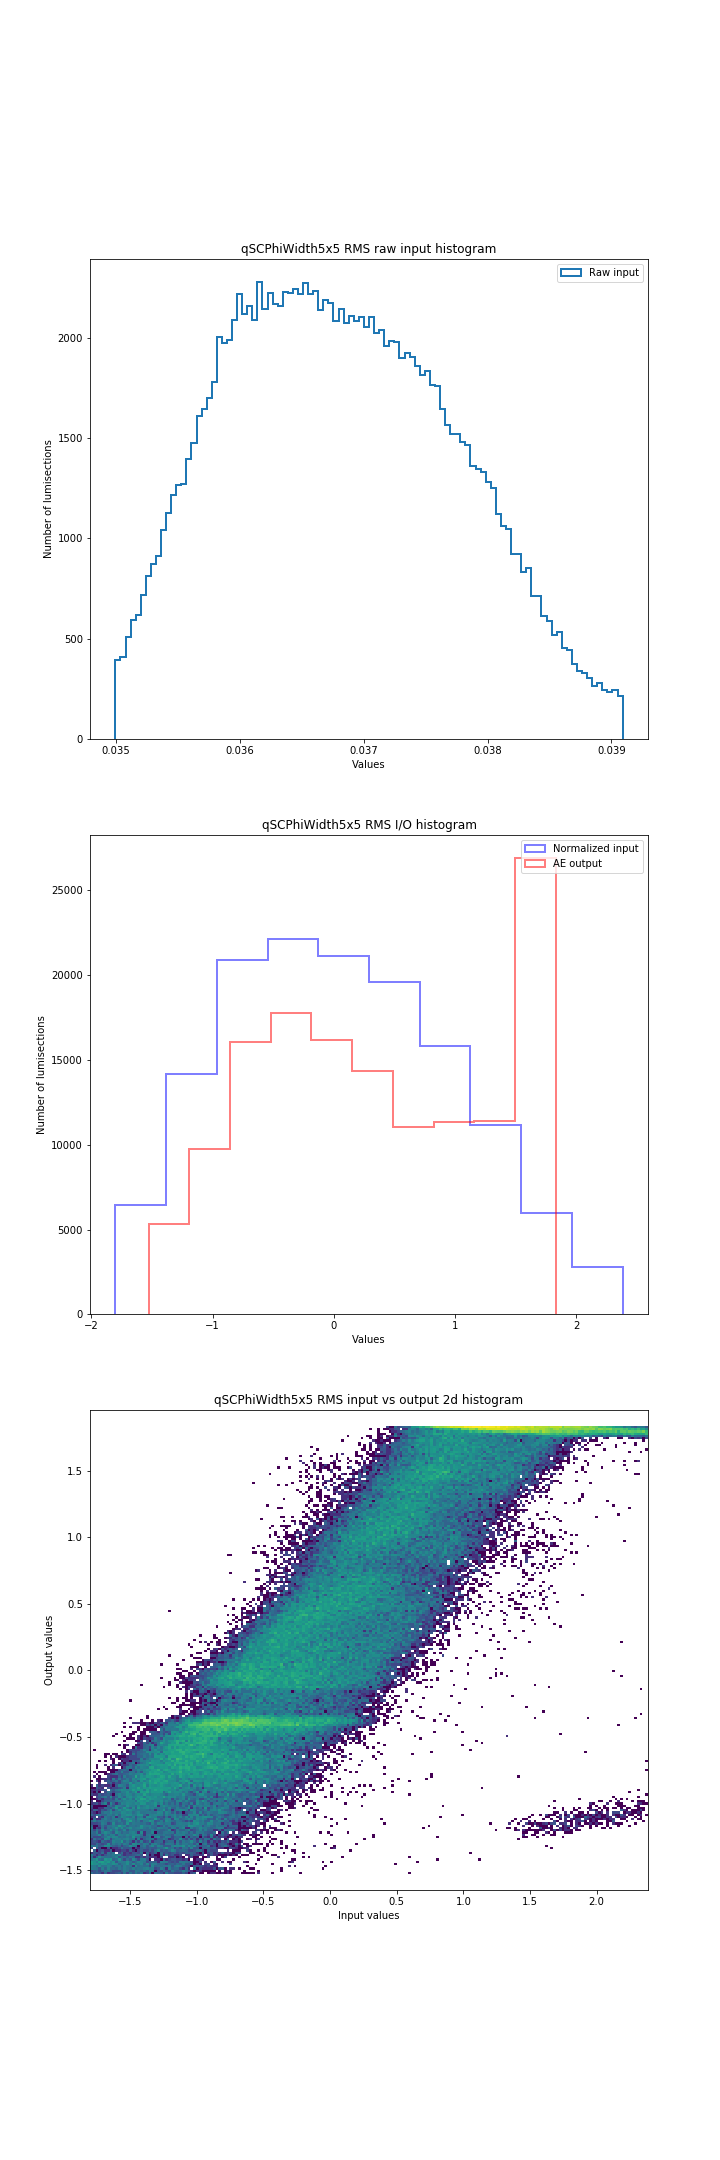 qSCPhiWidth5x5 RMS raw input histogram
Raw input
2000
1500
1000
500
0
Number of lumisections
0.035 0.036 0.037 0.038 0.039
Values
qSCPhiWidth5x5 RMS I/O histogram
Normalized input
AE output
25000
20000
15000
10000
5000
0
Number of lumisections
−2 −1 0 1 2
Values
qSCPhiWidth5x5 RMS input vs output 2d histogram
1.5
1.0
0.5
0.0
−0.5
−1.0
−1.5
Output values
−1.5 −1.0 −0.5 0.0 0.5 1.0 1.5 2.0
Input values